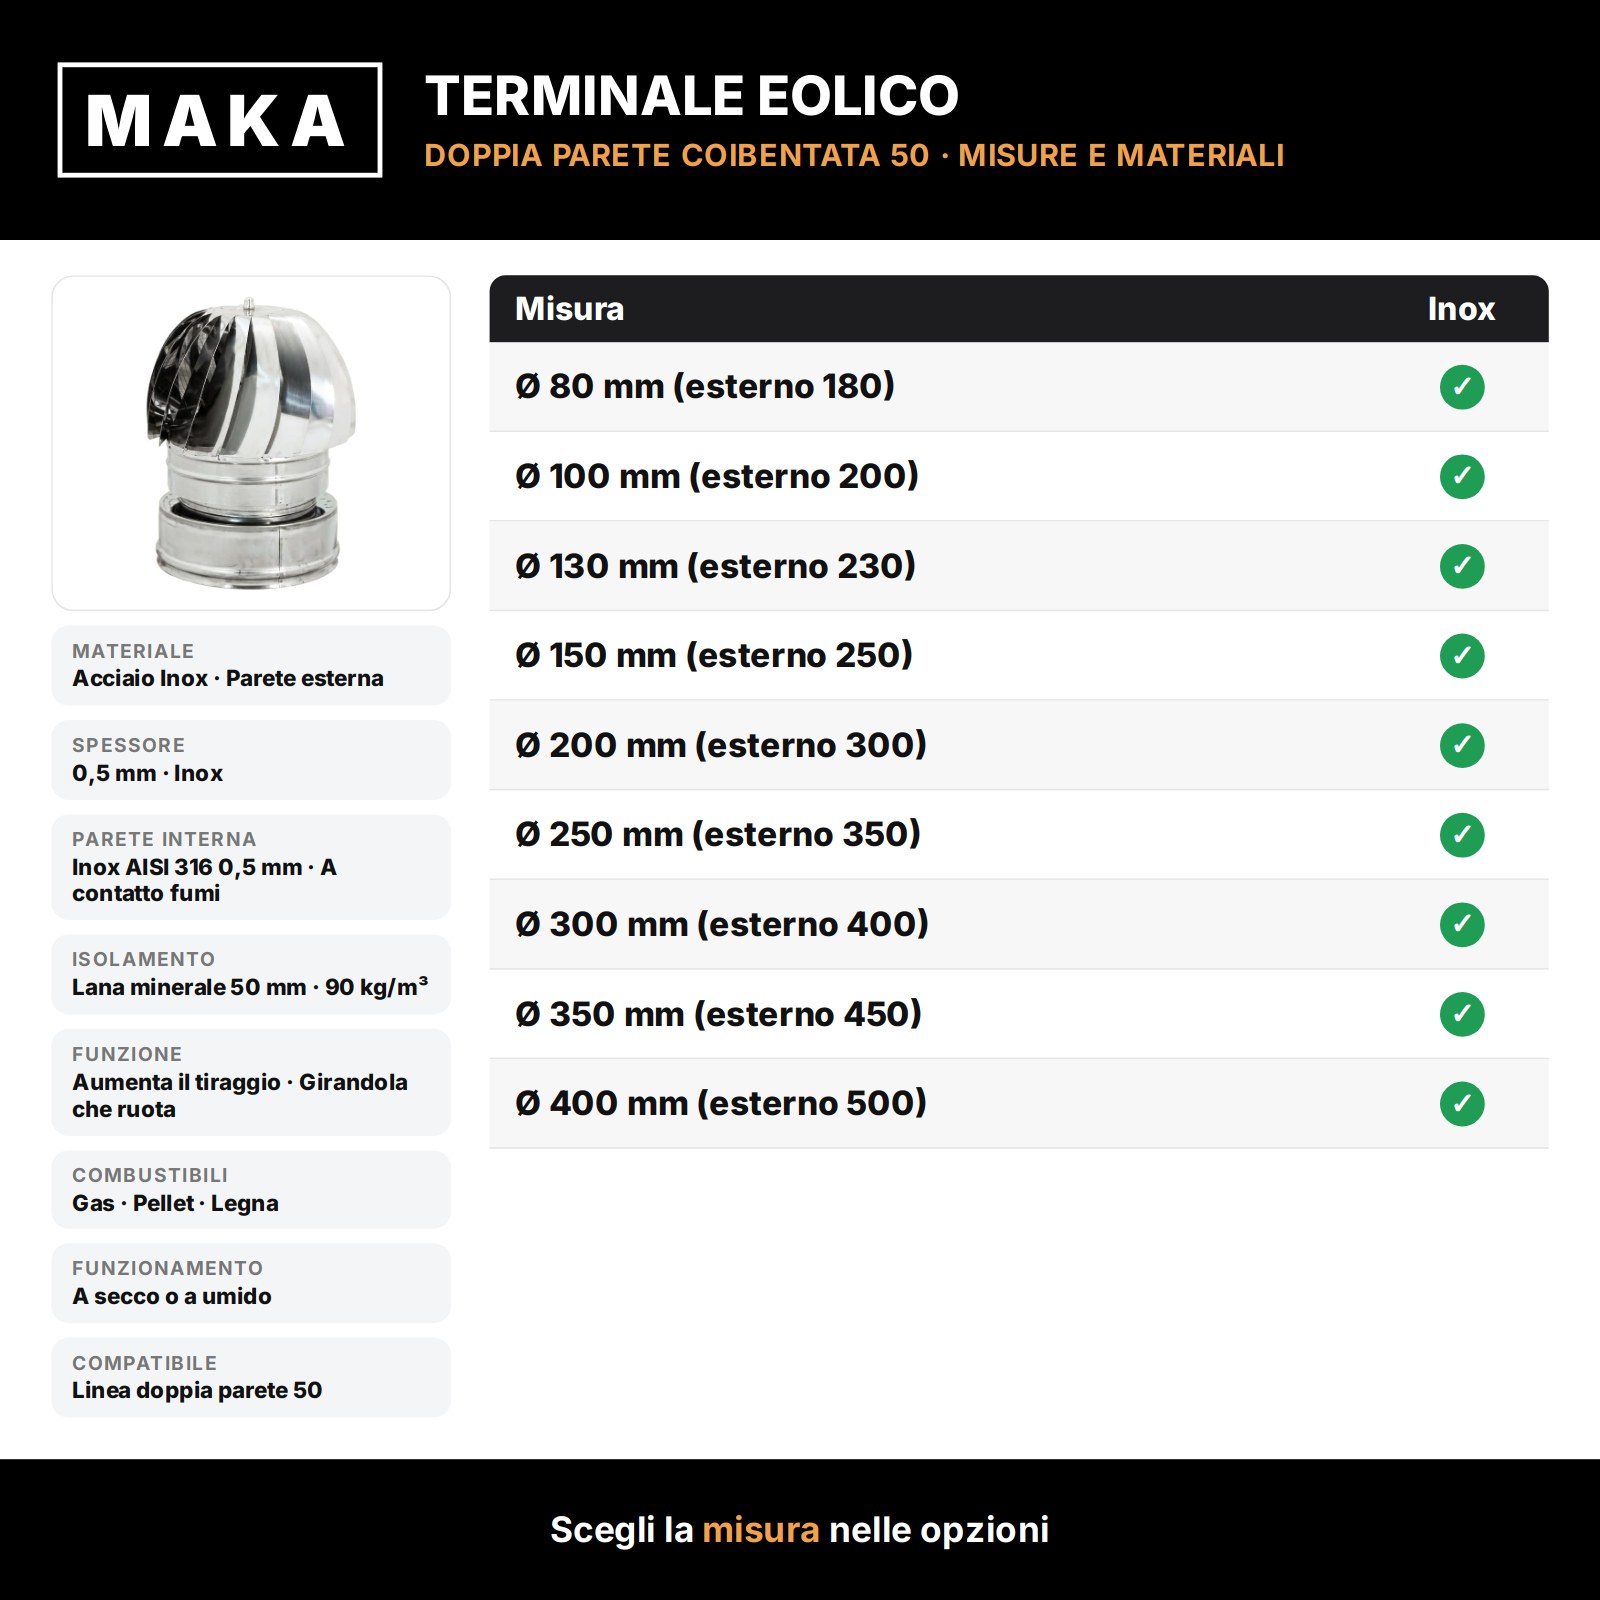 MAKA
TERMINALE EOLICO
DOPPIA PARETE COIBENTATA 50 · MISURE E MATERIALI
MATERIALE
Acciaio Inox · Parete esterna
SPESSORE
0,5 mm · Inox
PARETE INTERNA
Inox AISI 316 0,5 mm · A
contatto fumi
ISOLAMENTO
Lana minerale 50 mm · 90 kg/m³
FUNZIONE
Aumenta il tiraggio · Girandola
che ruota
COMBUSTIBILI
Gas · Pellet · Legna
FUNZIONAMENTO
A secco o a umido
COMPATIBILE
Linea doppia parete 50
Misura Inox
Ø 80 mm (esterno 180) ✓
Ø 100 mm (esterno 200) ✓
Ø 130 mm (esterno 230) ✓
Ø 150 mm (esterno 250) ✓
Ø 200 mm (esterno 300) ✓
Ø 250 mm (esterno 350) ✓
Ø 300 mm (esterno 400) ✓
Ø 350 mm (esterno 450) ✓
Ø 400 mm (esterno 500) ✓
Scegli la misura nelle opzioni